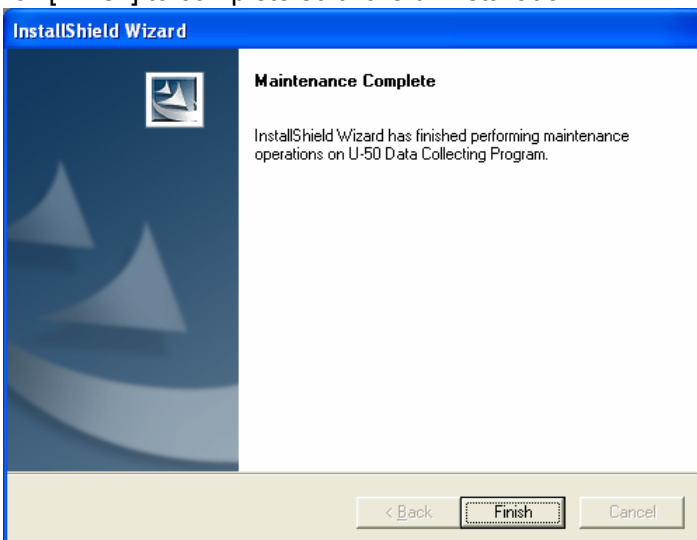 InstallShield Wizard
Maintenance Complete
InstallShield Wizard has finished performing maintenance
operations on U-50 Data Collecting Program.
< Back
Finish
Cancel